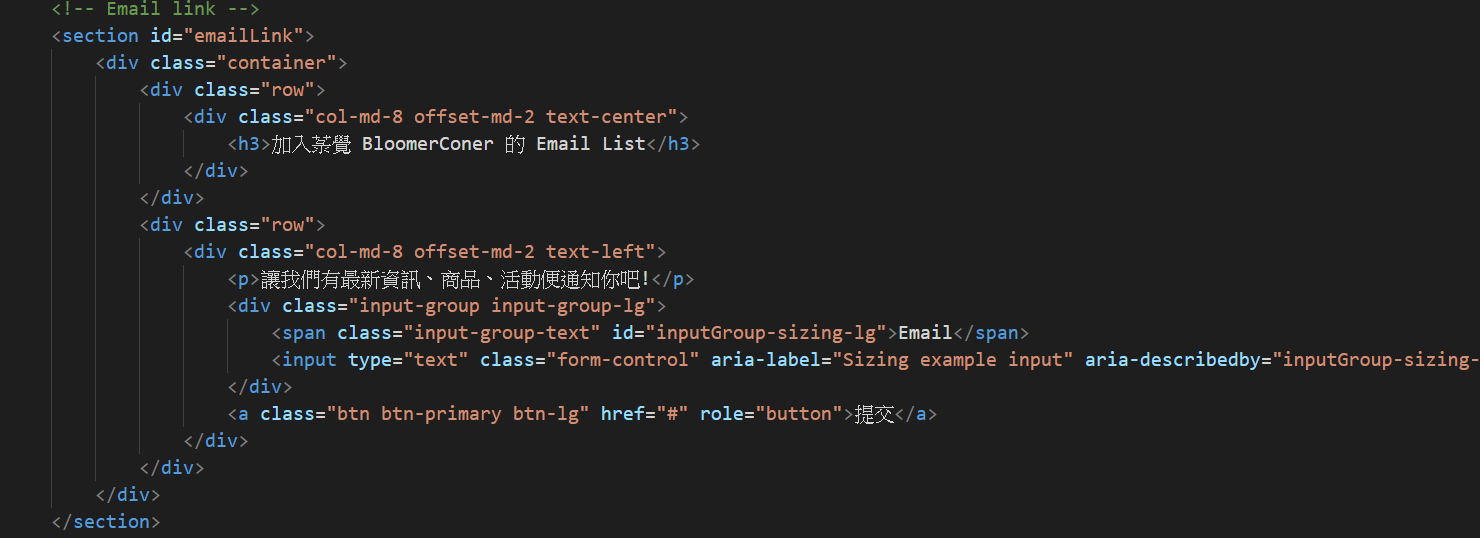 <!-- Email link -->
<section id="emailLink">
<div class="container">
<div class="row">
<div class="col-md-8 offset-md-2 text-center">
<h3>加入菜覺 BloomerConer 的 Email List</h3>
</div>
</div>
<div class="row">
<div class="col-md-8 offset-md-2 text-left">
<p>讓我們有最新資訊、商品、活動便通知你吧!</p>
<div class="input-group input-group-lg">
<span class="input-group-text" id="inputGroup-sizing-lg">Email</span>
<input type="text" class="form-control" aria-label="Sizing example input" aria-describedby="inputGroup-sizing-
</div>
<a class="btn btn-primary btn-lg" href="#" role="button">提交</a>
</div>
</div>
</div>
</section>